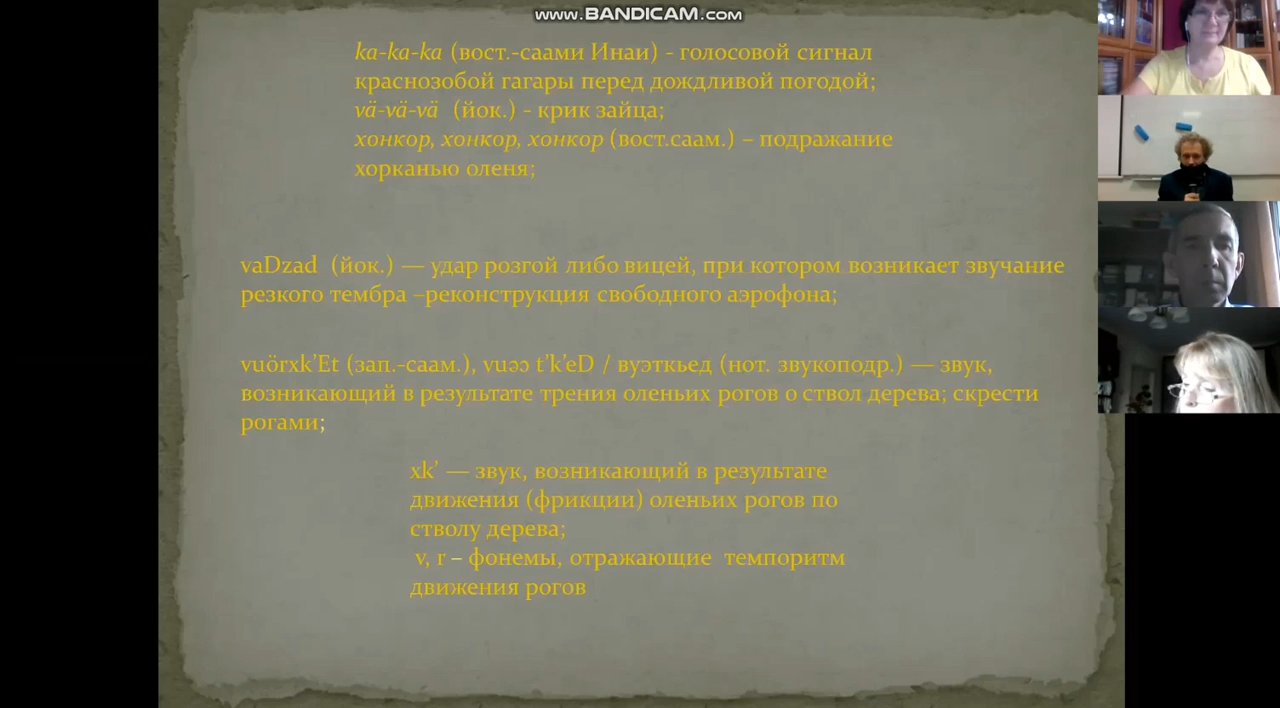 www.BANDICAM.com
ka-ka-ka (вост.-саами Инаи) - голосовой сигнал
краснозобой гагары перед дождливой погодой;
vä-vä-vä (йок.) - крик зайца;
хонкор, хонкор, хонкор (вост.саам.) – подражание
хорканью оленя;
vaDzad (йок.) — удар розгой либо вицей, при котором возникает звучание
резкого тембра –реконструкция свободного аэрофона;
vuörxk’Et (зап.-саам.), vuəɔ t’k’eD / вуэткьед (нот. звукоподр.) — звук,
возникающий в результате трения оленьих рогов о ствол дерева; скрести
рогами;
xk’ — звук, возникающий в результате
движения (фрикции) оленьих рогов по
стволу дерева;
v, r – фонемы, отражающие темпоритм
движения рогов